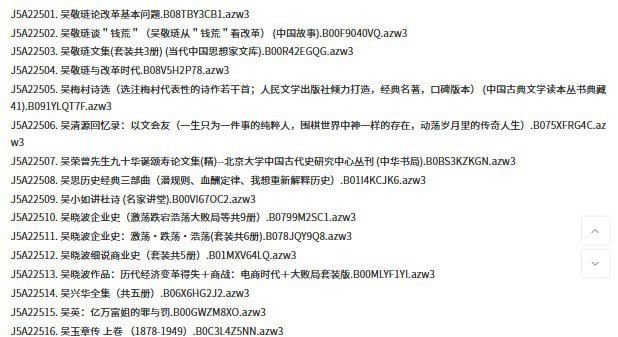 J5A22501. 吴敬琏论改革基本问题.B08TBY3CB1.azw3
J5A22502. 吴敬琏谈＂钱荒＂（吴敬琏从＂钱荒＂看改革） (中国故事).B00F9040VQ.azw3
J5A22503. 吴敬琏文集(套装共3册) (当代中国思想家文库).B00R42EGQG.azw3
J5A22504. 吴敬琏与改革时代.B08V5H2P78.azw3
J5A22505. 吴梅村诗选（选注梅村代表性的诗作若干首；人民文学出版社倾力打造，经典名著，口碑版本） (中国古典文学读本丛书典藏
41).B091YLQT7F.azw3
J5A22506. 吴清源回忆录：以文会友（一生只为一件事的纯粹人，围棋世界中神一样的存在，动荡岁月里的传奇人生）.B075XFRG4C.az
w3
J5A22507. 吴荣曾先生九十华诞颂寿论文集(精)--北京大学中国古代史研究中心丛刊 (中华书局).B0BS3KZKGN.azw3
J5A22508. 吴思历史经典三部曲（潜规则、血酬定律、我想重新解释历史）.B01I4KCJK6.azw3
J5A22509. 吴小如讲杜诗 (名家讲堂).B00VI67OC2.azw3
J5A22510. 吴晓波企业史（激荡跌宕浩荡大败局等共9册）.B0799M2SC1.azw3
J5A22511. 吴晓波企业史：激荡·跌荡·浩荡(套装共6册).B078JQY9Q8.azw3
J5A22512. 吴晓波细说商业史（套装共5册）.B01MXV64LQ.azw3
J5A22513. 吴晓波作品：历代经济变革得失＋商战：电商时代＋大败局套装版.B00MLYF1YI.azw3
J5A22514. 吴兴华全集（共五册）.B06X6HG2J2.azw3
J5A22515. 吴英：亿万富姐的罪与罚.B00GWZM8XO.azw3
J5A22516. 吴玉章传 上卷 （1878-1949）.B0C3L4Z5NN.azw3